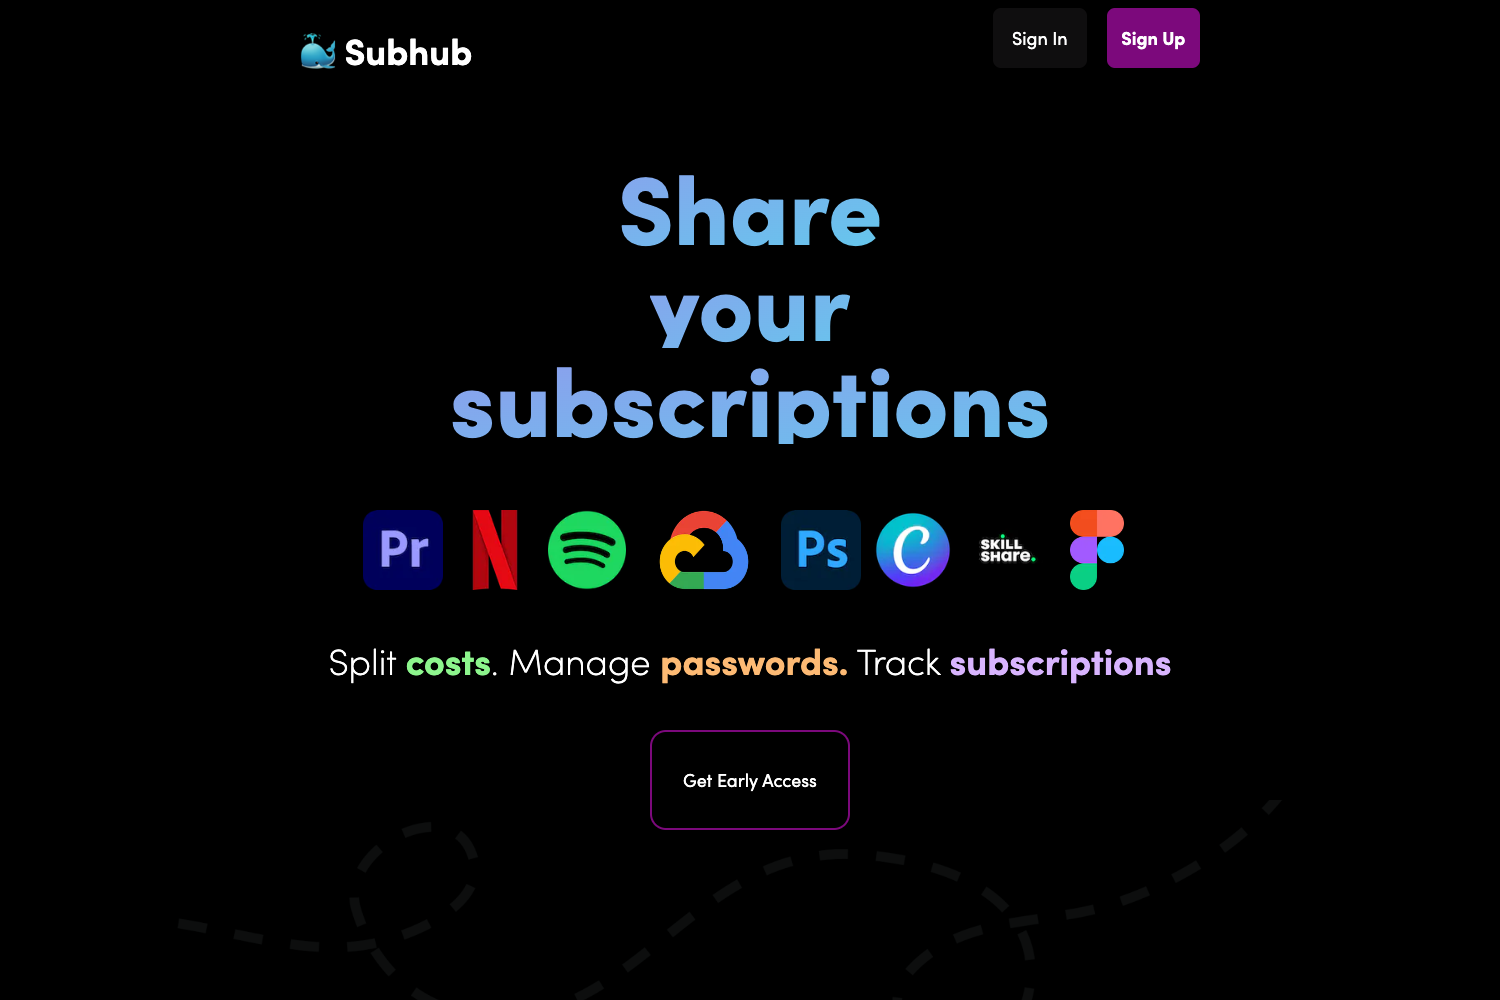 Subhub
Sign In
Sign Up
Share
your
subscriptions
Pr
N
Ps
C
SKILL
SHare.
Split costs. Manage passwords. Track subscriptions
Get Early Access